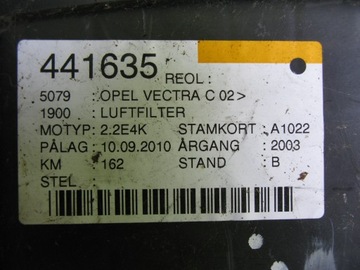 441635 REOL :
5079 : OPEL VECTRA C 02>
1900 : LUFTFILTER
MOTYP: 2.2E4K STAMKORT : A1022
PÅLAG: 10.09.2010 ÅRGANG : 2003
KM : 162 STAND : B
STEL :